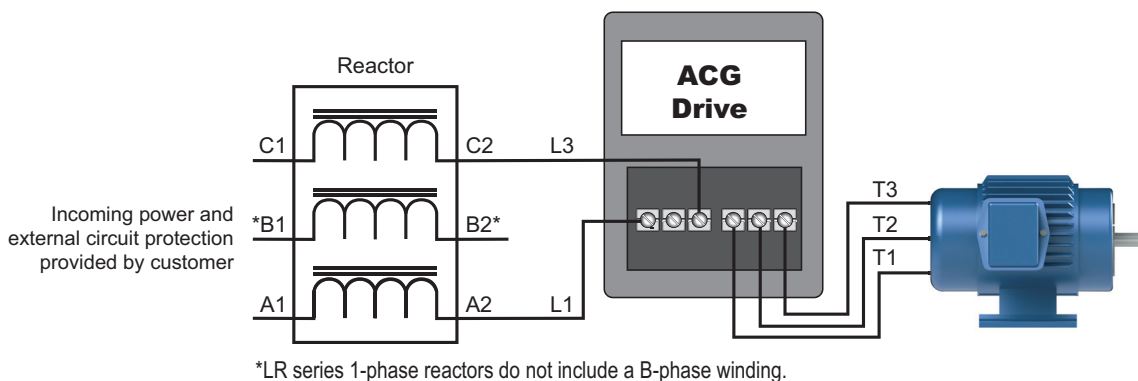 Reactor
ACG
Drive
C1
C2
L3
Incoming power and
external circuit protection
provided by customer
*B1
B2*
A1
A2
L1
T3
T2
T1
*LR series 1-phase reactors do not include a B-phase winding.